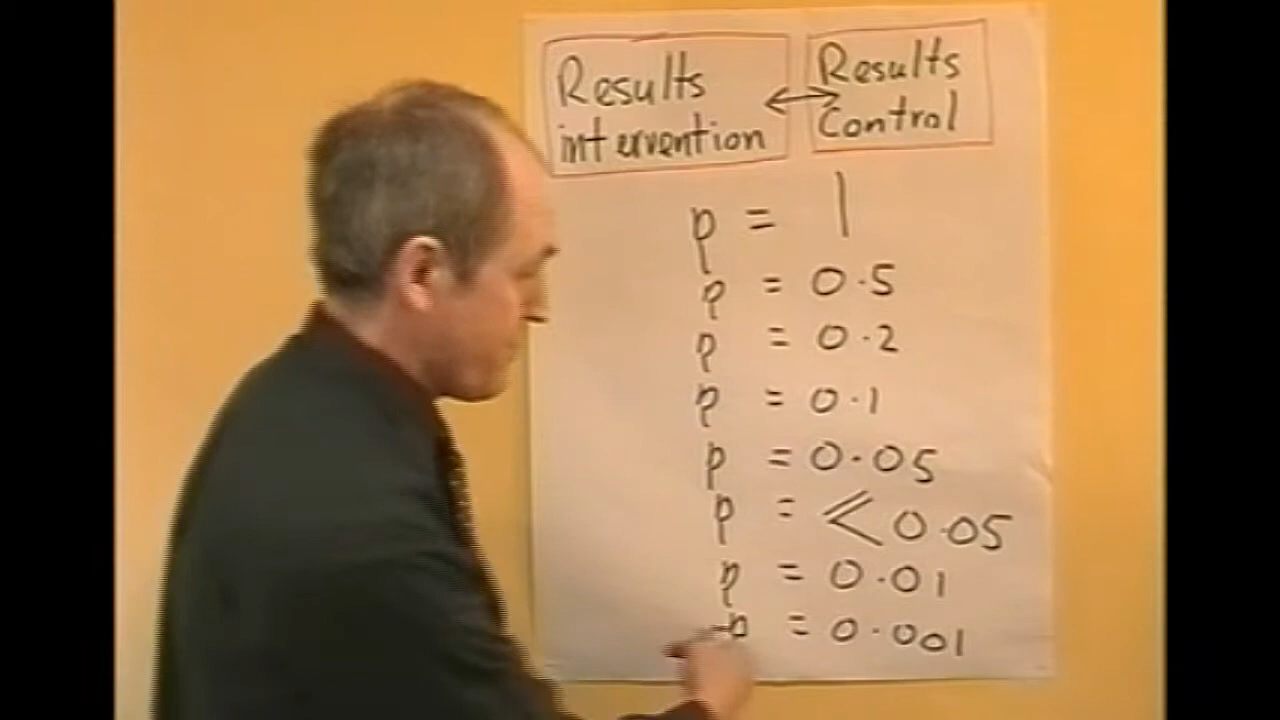 Results
intervention
Results
Control
p = 1
p = 0.5
p = 0.2
p = 0.1
p = 0.05
p = ≤ 0.05
p = 0.01
p = 0.001